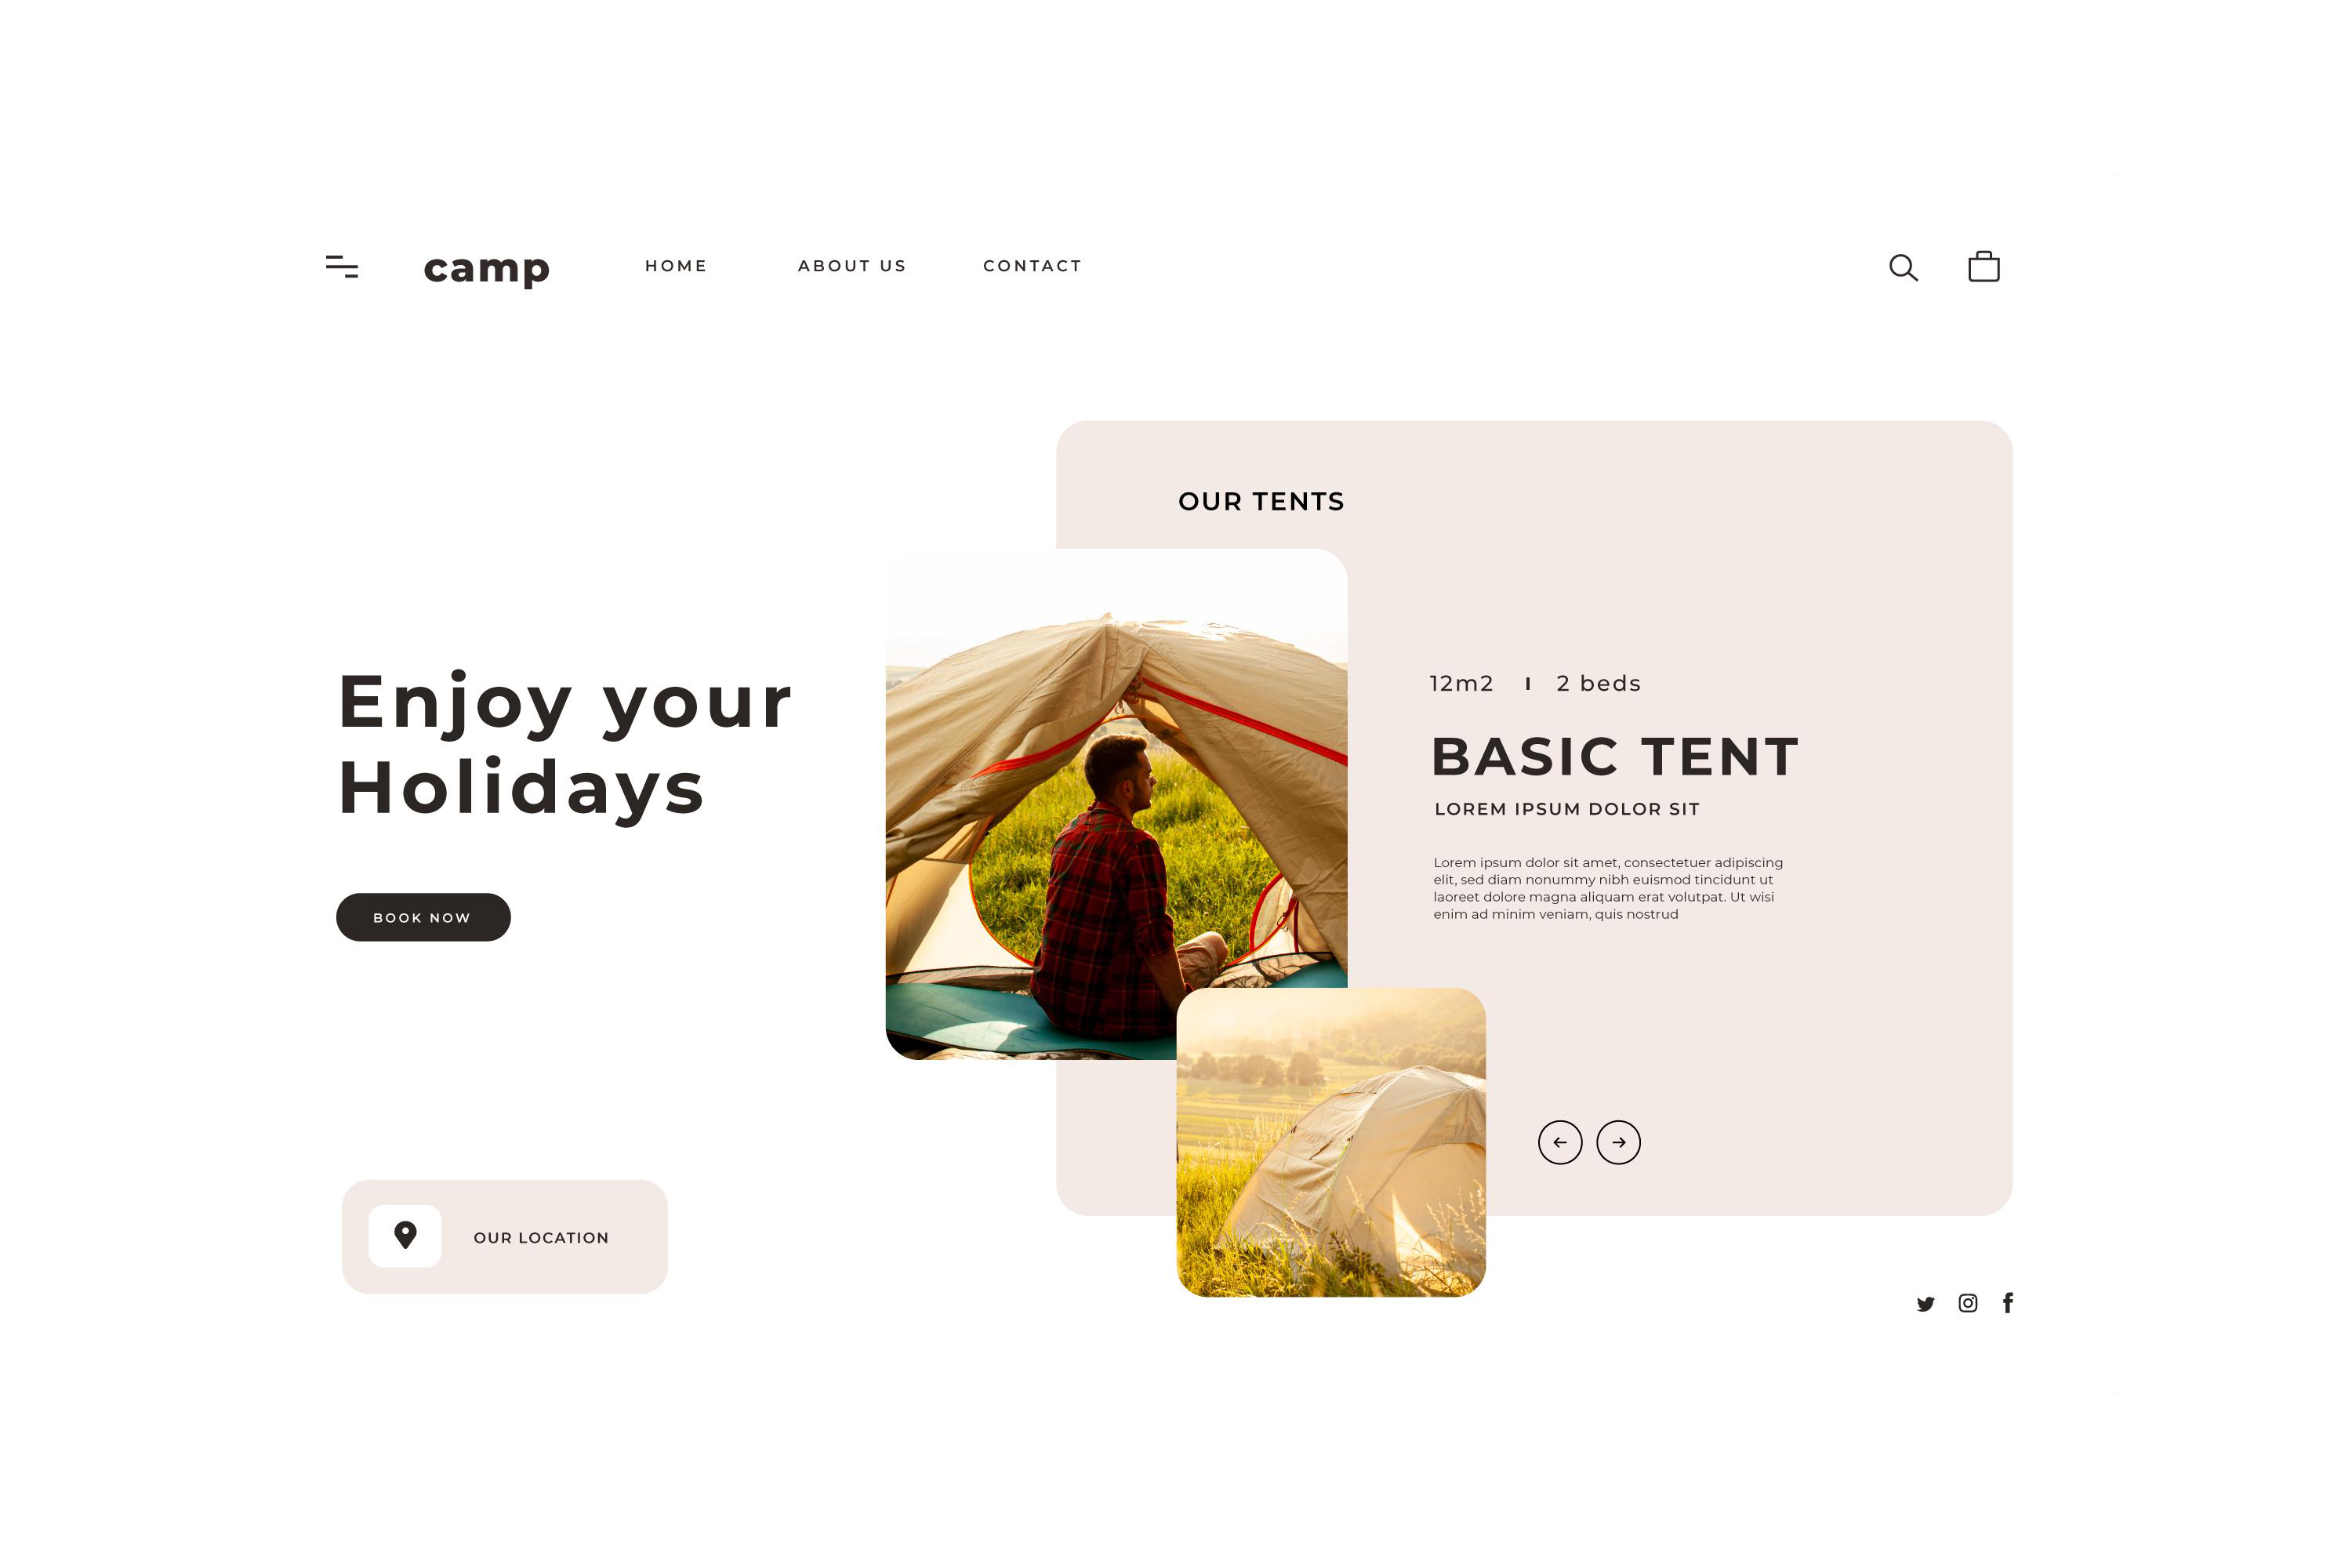 camp
HOME
ABOUT US
CONTACT
OUR TENTS
Enjoy your
Holidays
BOOK NOW
12m2 I 2 beds
BASIC TENT
LOREM IPSUM DOLOR SIT
Lorem ipsum dolor sit amet, consectetuer adipiscing
elit, sed diam nonummy nibh euismod tincidunt ut
laoreet dolore magna aliquam erat volutpat. Ut wisi
enim ad minim veniam, quis nostrud
OUR LOCATION